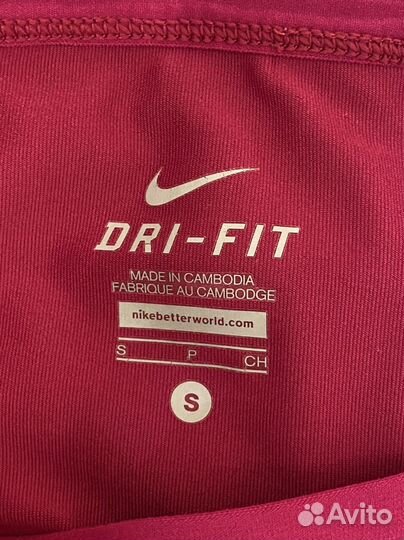 DRI-FIT
MADE IN CAMBODIA
FABRIQUE AU CAMBODGE
nikebetterworld.com
S P CH
S
Avito